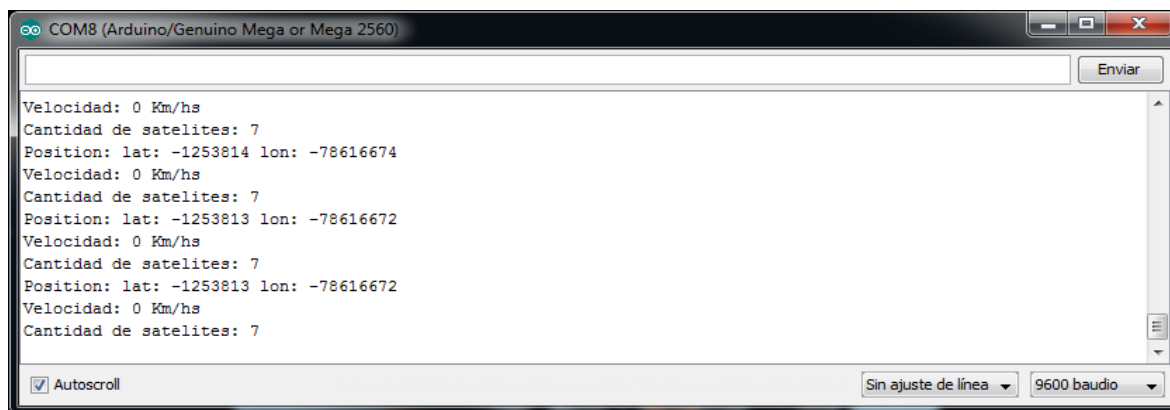 COM8 (Arduino/Genuino Mega or Mega 2560)
Enviar
Velocidad: 0 Km/hs
Cantidad de satelites: 7
Position: lat: -1253814 lon: -78616674
Velocidad: 0 Km/hs
Cantidad de satelites: 7
Position: lat: -1253813 lon: -78616672
Velocidad: 0 Km/hs
Cantidad de satelites: 7
Position: lat: -1253813 lon: -78616672
Velocidad: 0 Km/hs
Cantidad de satelites: 7
Autoscroll
Sin ajuste de línea
9600 baudio